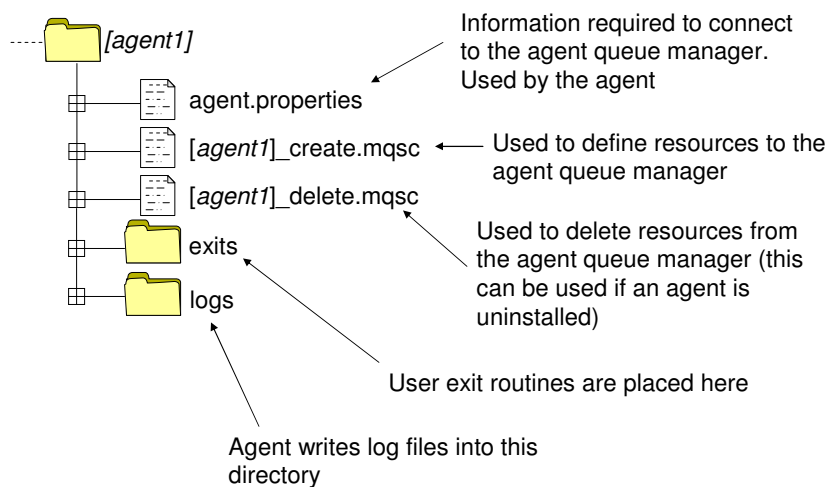 [agent1]
Information required to connect
to the agent queue manager.
Used by the agent
agent.properties
[agent1]_create.mqsc
Used to define resources to the
agent queue manager
[agent1]_delete.mqsc
Used to delete resources from
the agent queue manager (this
can be used if an agent is
uninstalled)
exits
logs
User exit routines are placed here
Agent writes log files into this
directory